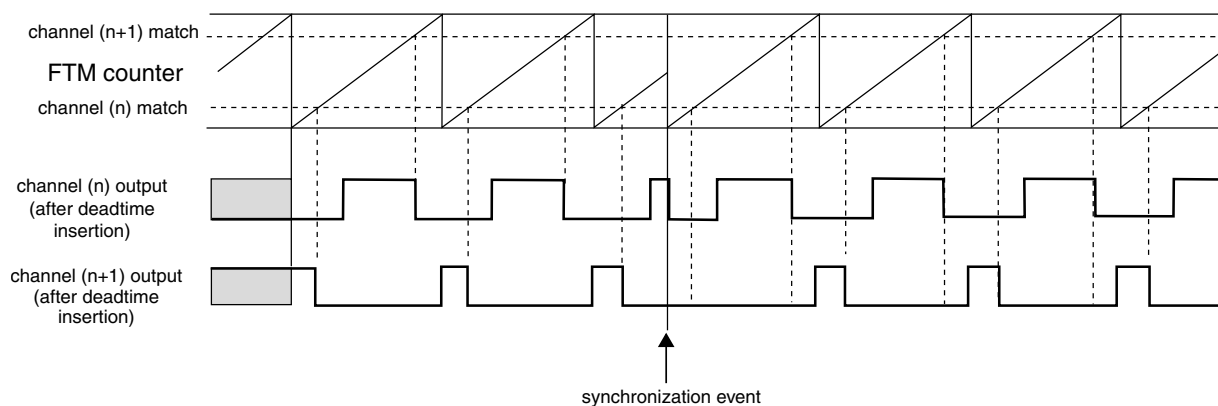 channel (n+1) match
FTM counter
channel (n) match
channel (n) output
(after deadtime
insertion)
channel (n+1) output
(after deadtime
insertion)
synchronization event